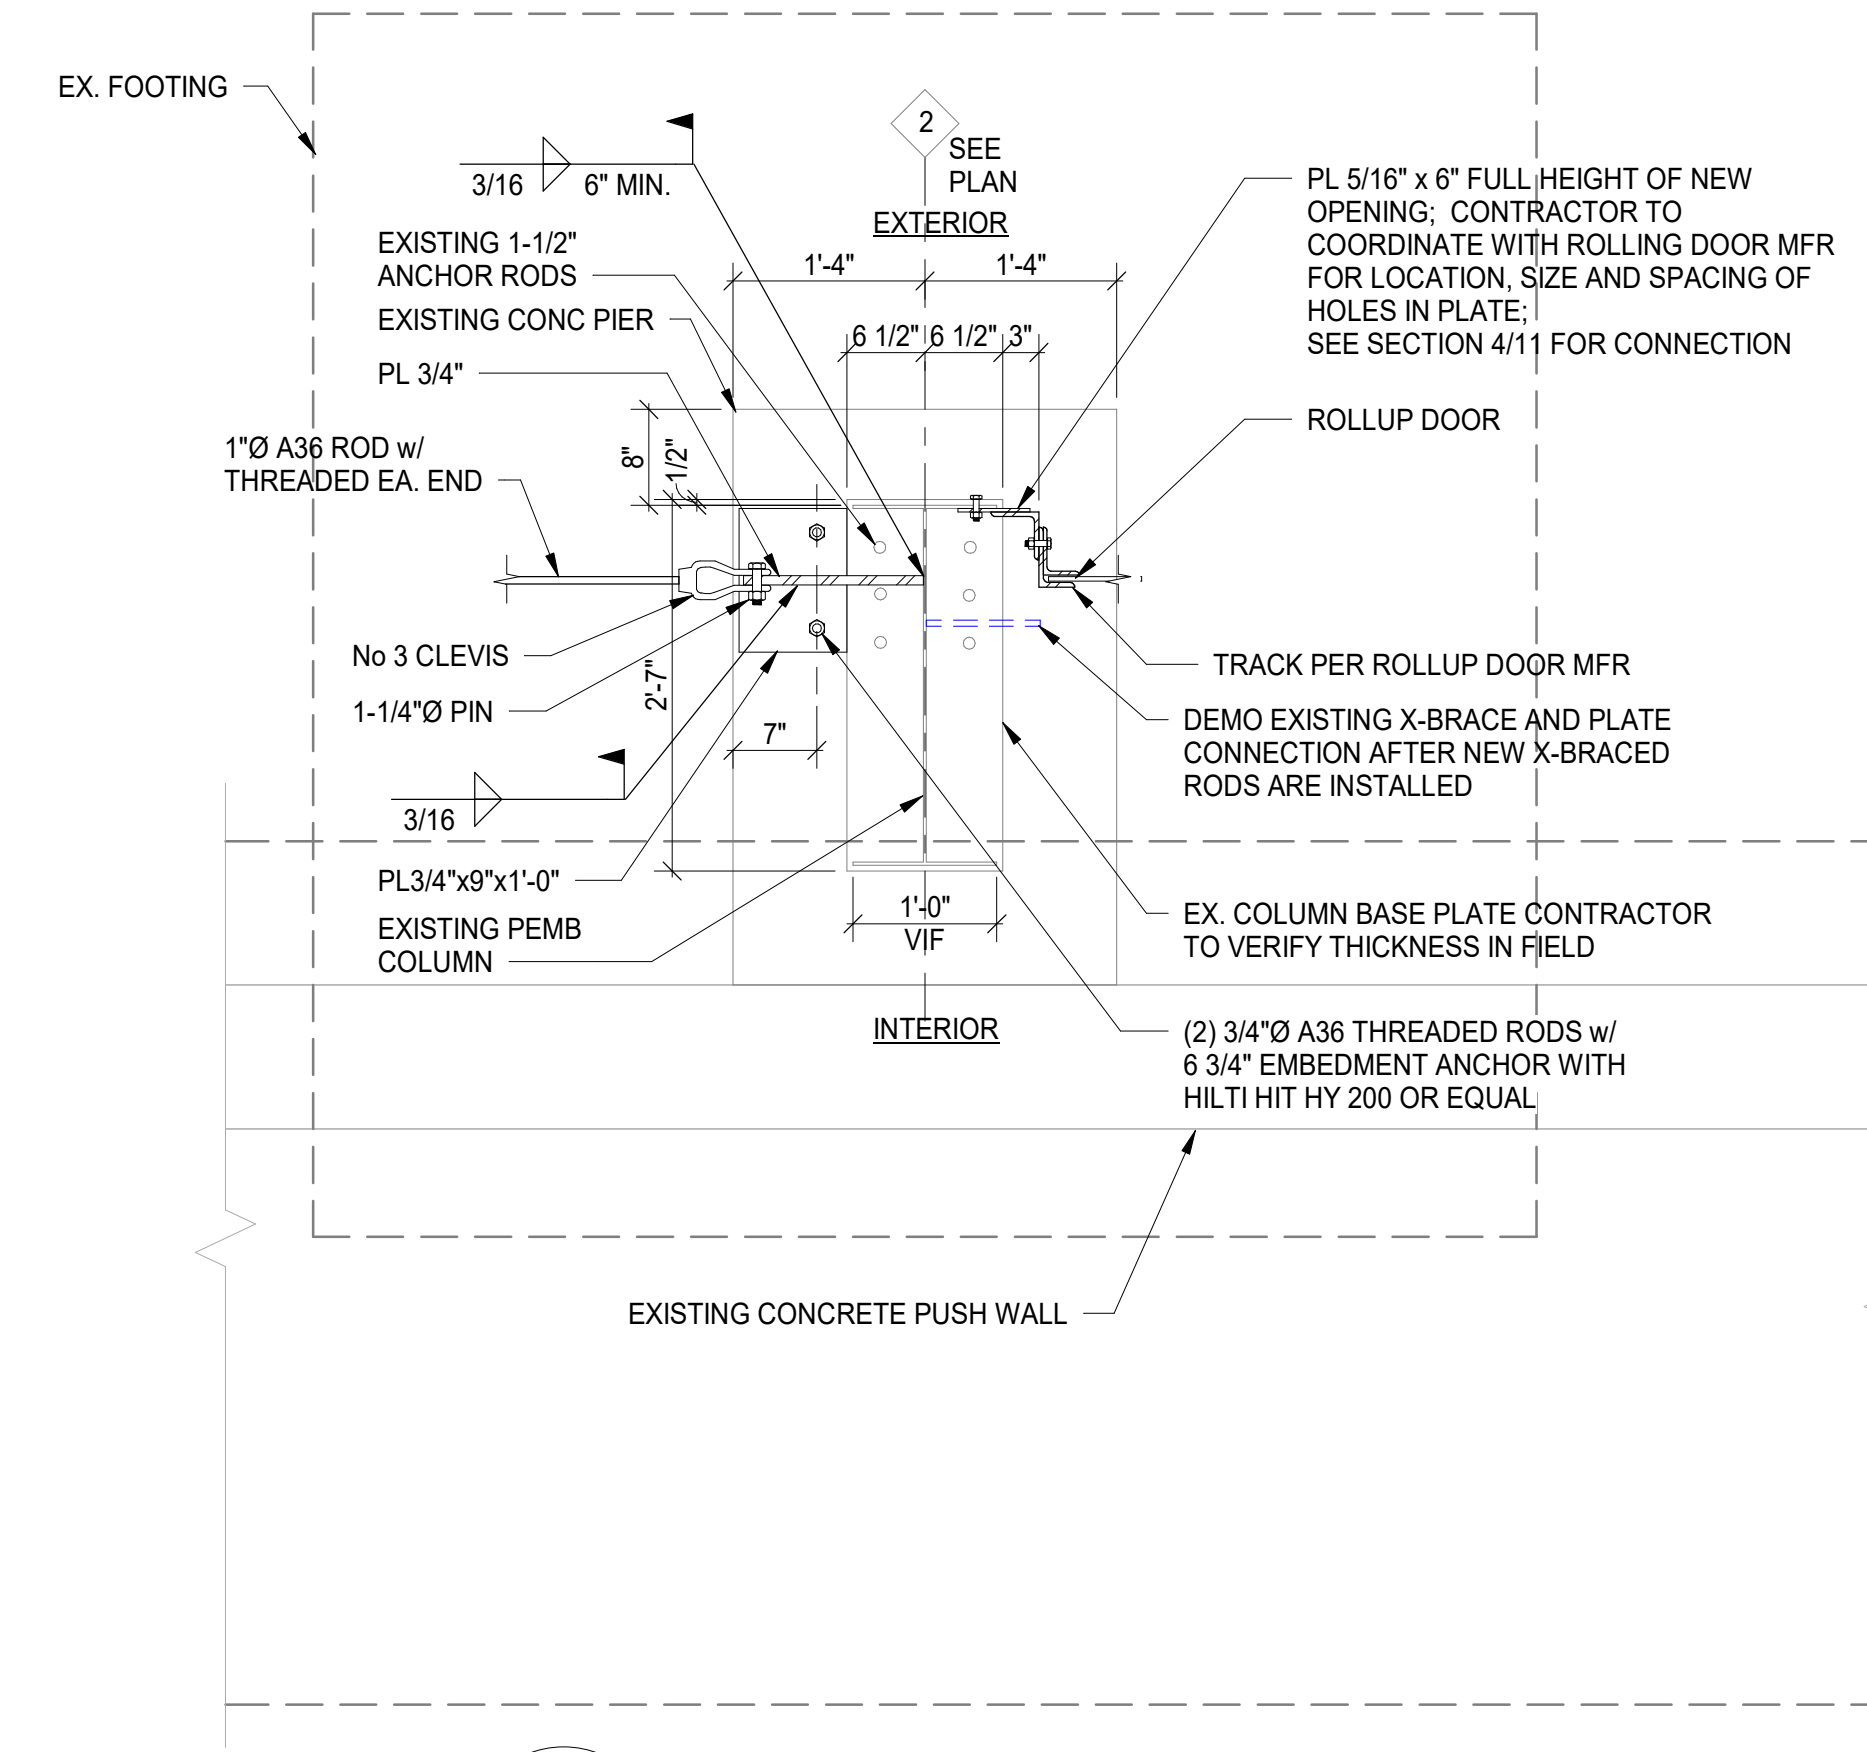 EX. FOOTING
2
SEE
PLAN
3/16
6" MIN.
EXTERIOR
PL 5/16" x 6" FULL HEIGHT OF NEW
OPENING; CONTRACTOR TO
COORDINATE WITH ROLLING DOOR MFR
FOR LOCATION, SIZE AND SPACING OF
HOLES IN PLATE;
SEE SECTION 4/11 FOR CONNECTION
EXISTING 1-1/2"
ANCHOR RODS
1'-4"
1'-4"
EXISTING CONC PIER
6 1/2"
6 1/2"
3"
PL 3/4"
ROLLUP DOOR
1"Ø A36 ROD w/
THREADED EA. END
8"
1/2"
No 3 CLEVIS
2'-7"
TRACK PER ROLLUP DOOR MFR
1-1/4"Ø PIN
7"
DEMO EXISTING X-BRACE AND PLATE
CONNECTION AFTER NEW X-BRACED
RODS ARE INSTALLED
3/16
PL3/4"x9"x1'-0"
1'-0"
VIF
EXISTING PEMB
COLUMN
EX. COLUMN BASE PLATE CONTRACTOR
TO VERIFY THICKNESS IN FIELD
INTERIOR
(2) 3/4"Ø A36 THREADED RODS w/
6 3/4" EMBEDMENT ANCHOR WITH
HILTI HIT HY 200 OR EQUAL
EXISTING CONCRETE PUSH WALL